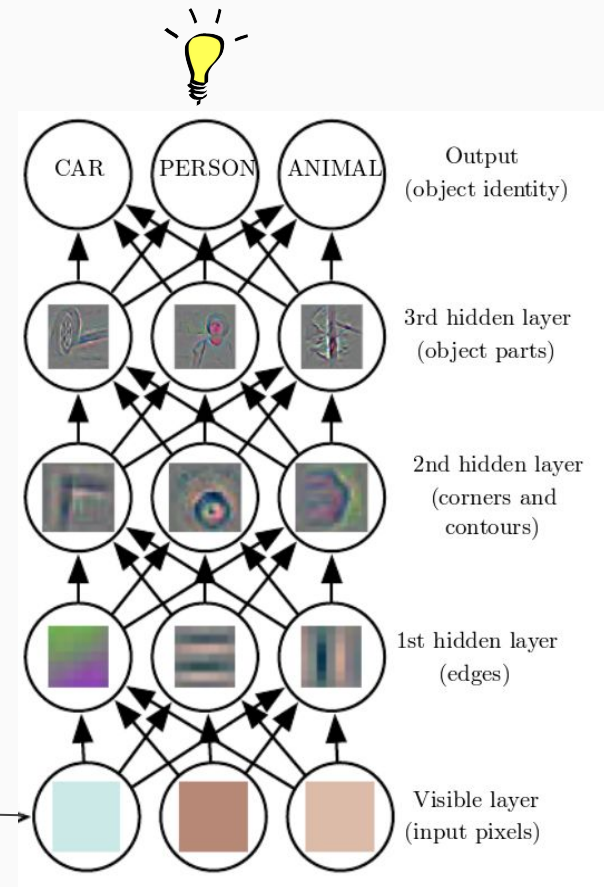 CAR PERSON ANIMAL
Output
(object identity)
3rd hidden layer
(object parts)
2nd hidden layer
(corners and
contours)
1st hidden layer
(edges)
Visible layer
(input pixels)